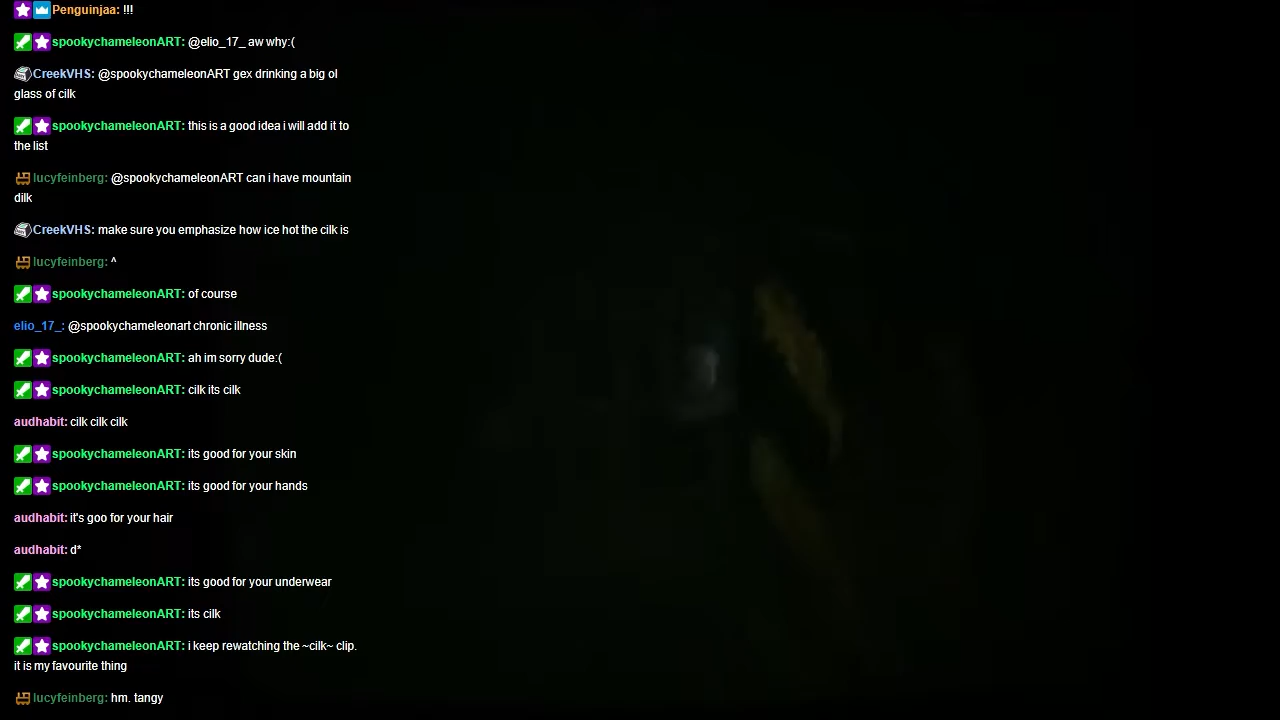 Penguinjaa: !!!
spookychameleonART: @elio_17_ aw why:(
CreekVHS: @spookychameleonART gex drinking a big ol
glass of cilk
spookychameleonART: this is a good idea i will add it to
the list
lucyfeinberg: @spookychameleonART can i have mountain
dilk
CreekVHS: make sure you emphasize how ice hot the cilk is
lucyfeinberg: ^
spookychameleonART: of course
elio_17_: @spookychameleonart chronic illness
spookychameleonART: ah im sorry dude:(
spookychameleonART: cilk its cilk
audhabit: cilk cilk cilk
spookychameleonART: its good for your skin
spookychameleonART: its good for your hands
audhabit: it's goo for your hair
audhabit: d*
spookychameleonART: its good for your underwear
spookychameleonART: its cilk
spookychameleonART: i keep rewatching the ~cilk~ clip.
it is my favourite thing
lucyfeinberg: hm. tangy